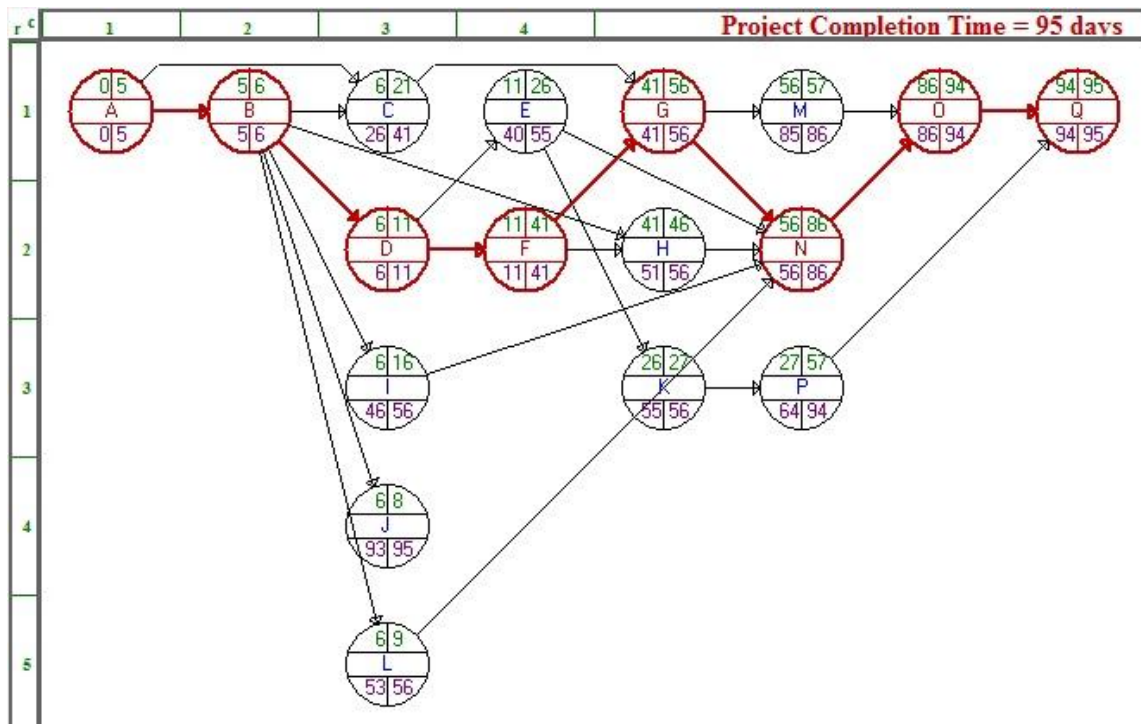 r c 1 2 3 4 Project Completion Time = 95 days
1
0 5 5 6 6 21 11 26 41 56 56 57 86 94 94 95
A B C E G M O Q
0 5 5 6 26 41 40 55 41 56 85 86 86 94 94 95
2
6 11 11 41 41 46 56 86
D F H N
6 11 11 41 51 56 56 86
3
6 16 26 27 27 57
I K P
46 56 55 56 64 94
4
6 8
J
93 95
5
6 9
L
53 56